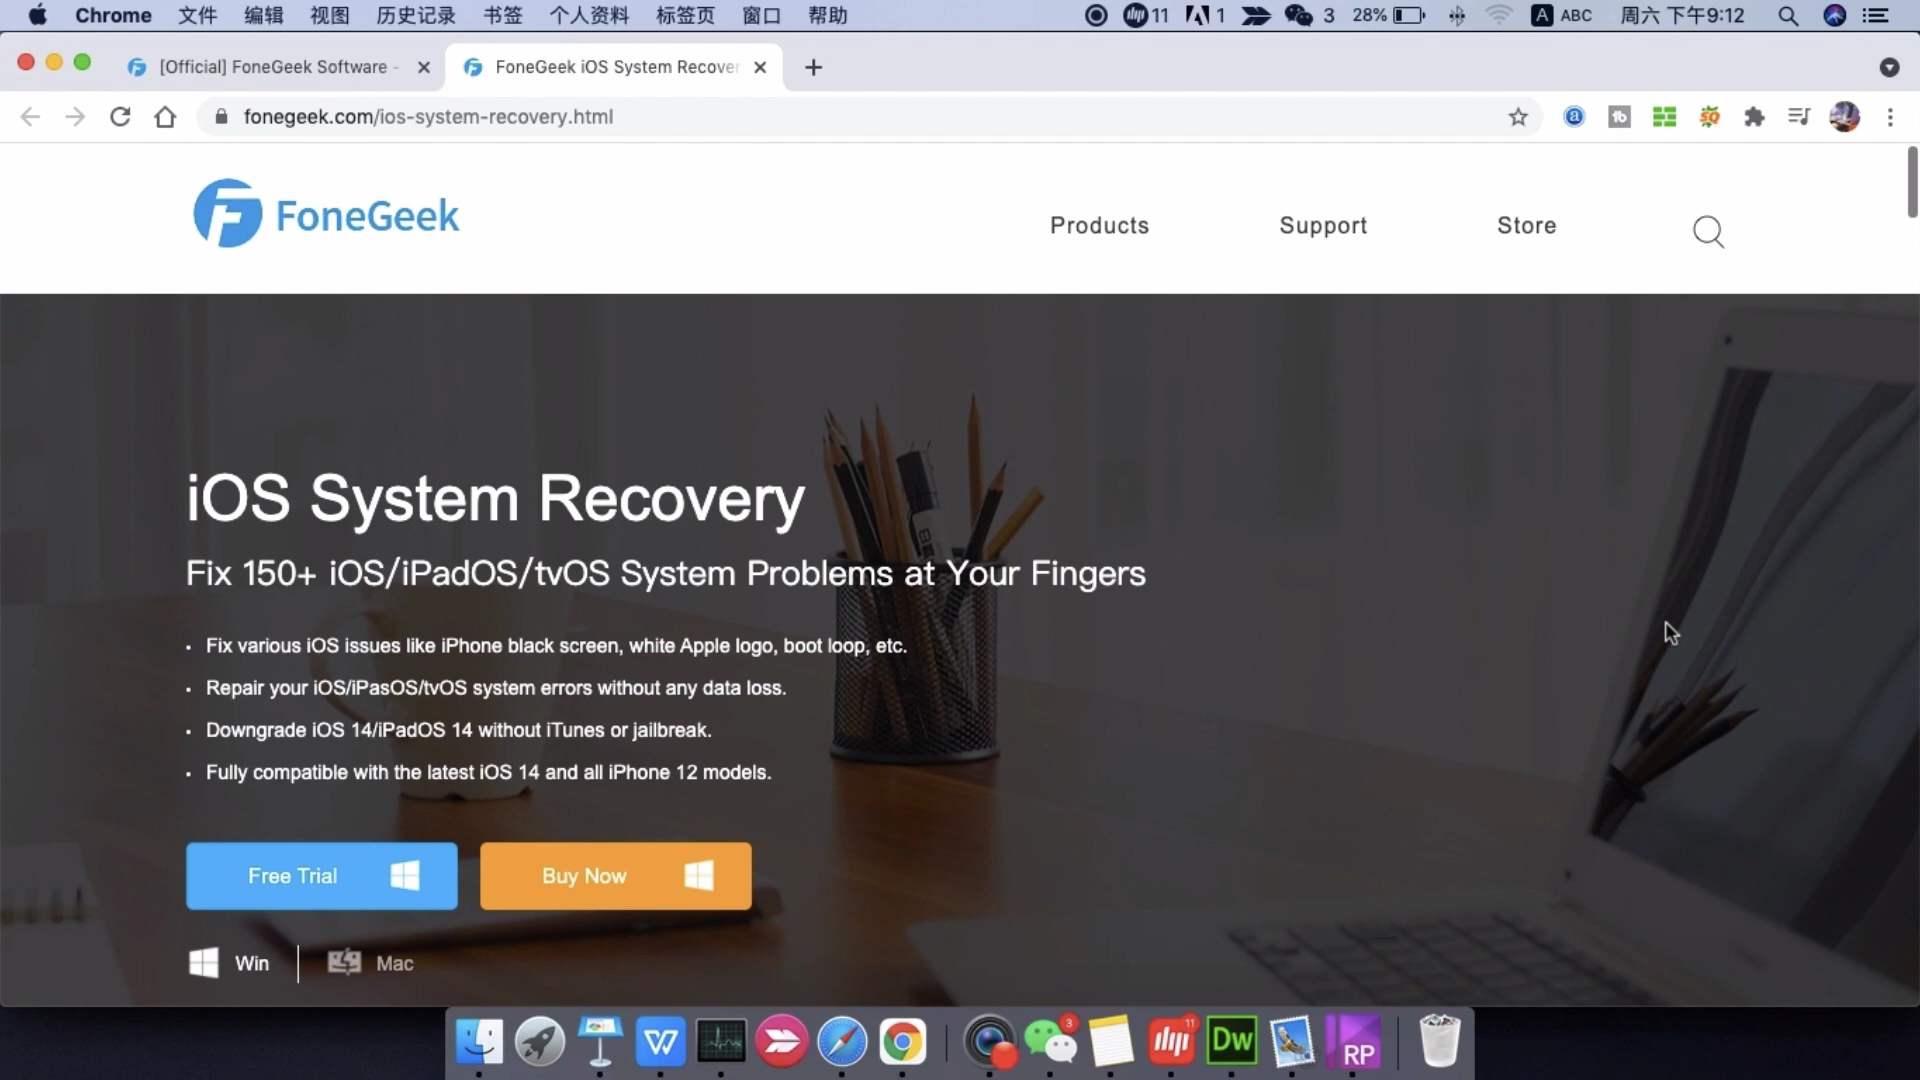 Chrome 文件 编辑 视图 历史记录 书签 个人资料 标签页 窗口 帮助 11 1 3 28% A ABC 周六 下午9:12
[Official] FoneGeek Software -
FoneGeek iOS System Recover
fonegeek.com/ios-system-recovery.html
a
tb
SQ
FoneGeek
Products
Support
Store
iOS System Recovery
Fix 150+ iOS/iPadOS/tvOS System Problems at Your Fingers
• Fix various iOS issues like iPhone black screen, white Apple logo, boot loop, etc.
• Repair your iOS/iPasOS/tvOS system errors without any data loss.
• Downgrade iOS 14/iPadOS 14 without iTunes or jailbreak.
• Fully compatible with the latest iOS 14 and all iPhone 12 models.
Free Trial
Buy Now
Win
Mac
W
3
11
Dw
RP